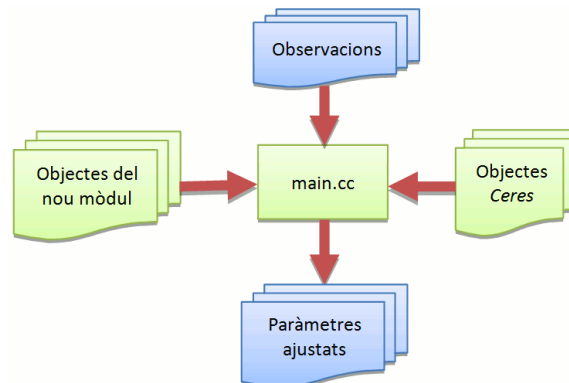 Observacions
Objectes del
nou mòdul
main.cc
Objectes
Ceres
Paràmetres
ajustats